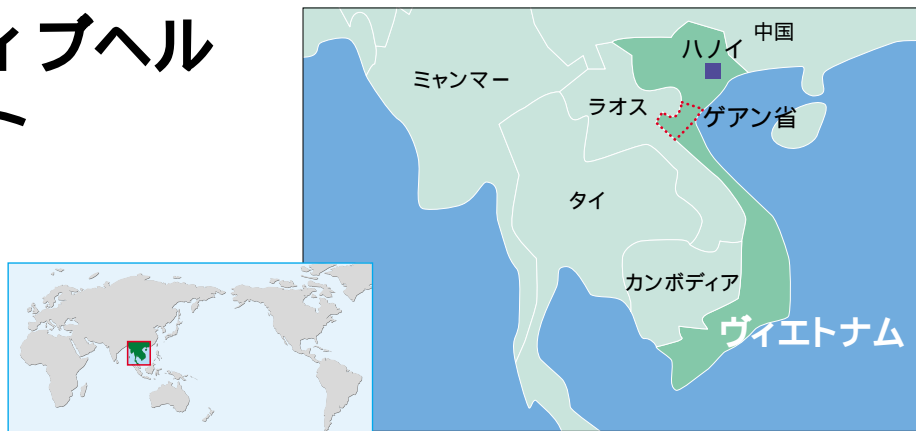 ィブヘル
ト
中国
ハノイ
ミャンマー
ラオス
ゲアン省
タイ
カンボディア
ヴィエトナム